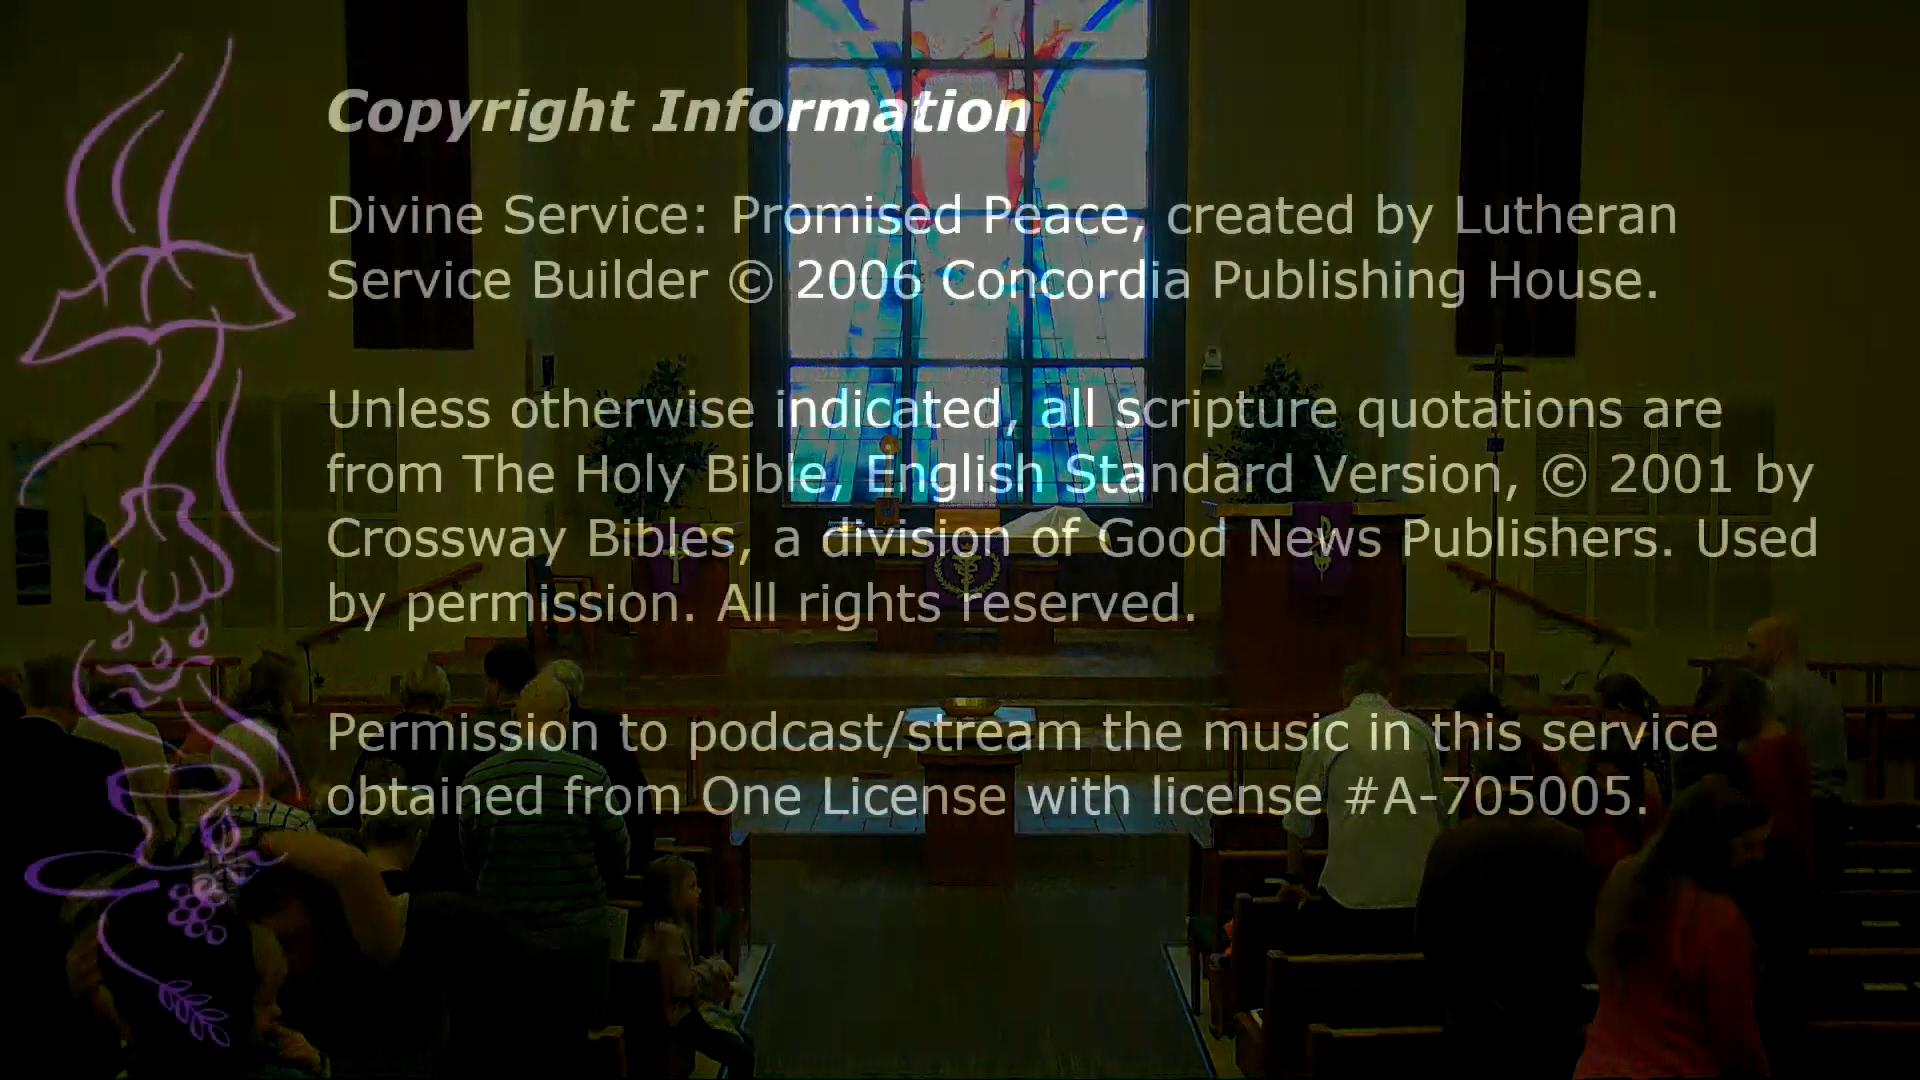 Copyright Information
Divine Service: Promised Peace, created by Lutheran
Service Builder © 2006 Concordia Publishing House.
Unless otherwise indicated, all scripture quotations are
from The Holy Bible, English Standard Version, © 2001 by
Crossway Bibles, a division of Good News Publishers. Used
by permission. All rights reserved.
Permission to podcast/stream the music in this service
obtained from One License with license #A-705005.